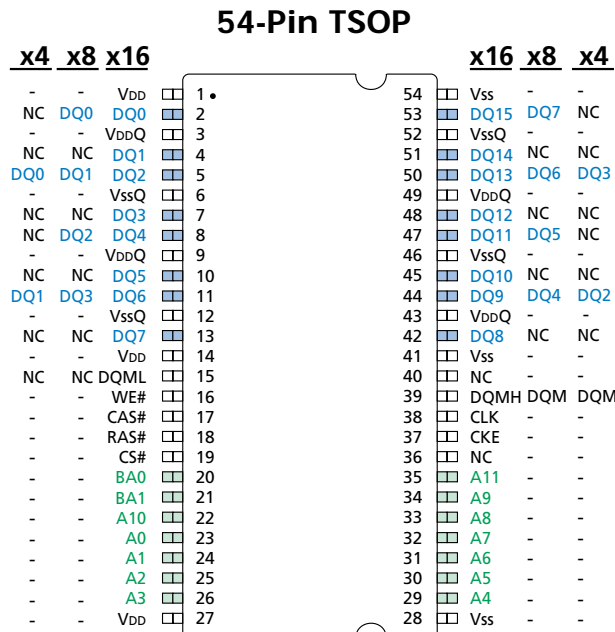 54-Pin TSOP
x4 x8 x16 x16 x8 x4
- - VDD 1 54 Vss - -
NC DQ0 DQ0 2 53 DQ15 DQ7 NC
- - VDDQ 3 52 VssQ - -
NC NC DQ1 4 51 DQ14 NC NC
DQ0 DQ1 DQ2 5 50 DQ13 DQ6 DQ3
- - VssQ 6 49 VDDQ - -
NC NC DQ3 7 48 DQ12 NC NC
NC DQ2 DQ4 8 47 DQ11 DQ5 NC
- - VDDQ 9 46 VssQ - -
NC NC DQ5 10 45 DQ10 NC NC
DQ1 DQ3 DQ6 11 44 DQ9 DQ4 DQ2
- - VssQ 12 43 VDDQ - -
NC NC DQ7 13 42 DQ8 NC NC
- - VDD 14 41 Vss - -
NC NC DQML 15 40 NC - -
- - WE# 16 39 DQMH DQM DQM
- - CAS# 17 38 CLK - -
- - RAS# 18 37 CKE - -
- - CS# 19 36 NC - -
- - BA0 20 35 A11 - -
- - BA1 21 34 A9 - -
- - A10 22 33 A8 - -
- - A0 23 32 A7 - -
- - A1 24 31 A6 - -
- - A2 25 30 A5 - -
- - A3 26 29 A4 - -
- - VDD 27 28 Vss - -